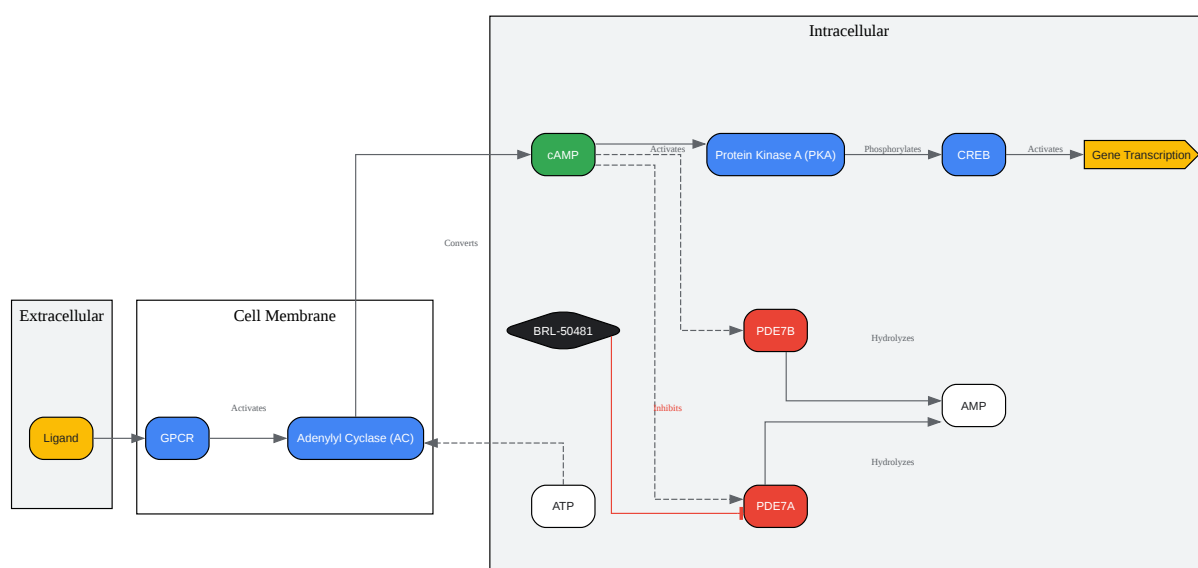 Intracellular
cAMP
Activates
Protein Kinase A (PKA)
Phosphorylates
CREB
Activates
Gene Transcription
Converts
Extracellular
Cell Membrane
BRL-50481
PDE7B
Hydrolyzes
Inhibits
AMP
Ligand
GPCR
Activates
Adenylyl Cyclase (AC)
Hydrolyzes
ATP
PDE7A